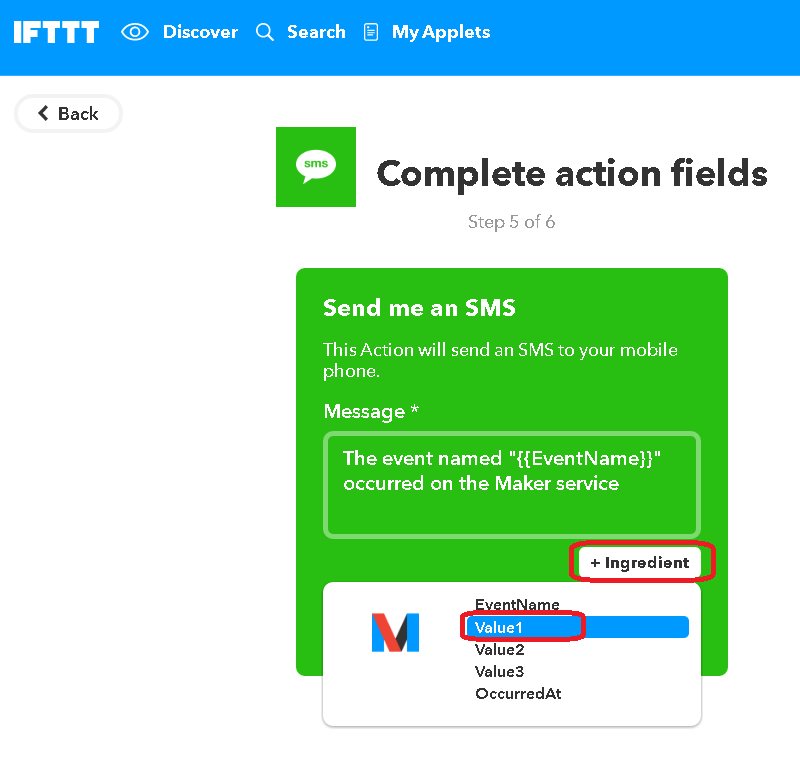 IFTTT Discover Search My Applets
Back
sms
Complete action fields
Step 5 of 6
Send me an SMS
This Action will send an SMS to your mobile
phone.
Message *
The event named "{{EventName}}"
occurred on the Maker service
+ Ingredient
EventName
Value1
Value2
Value3
OccurredAt